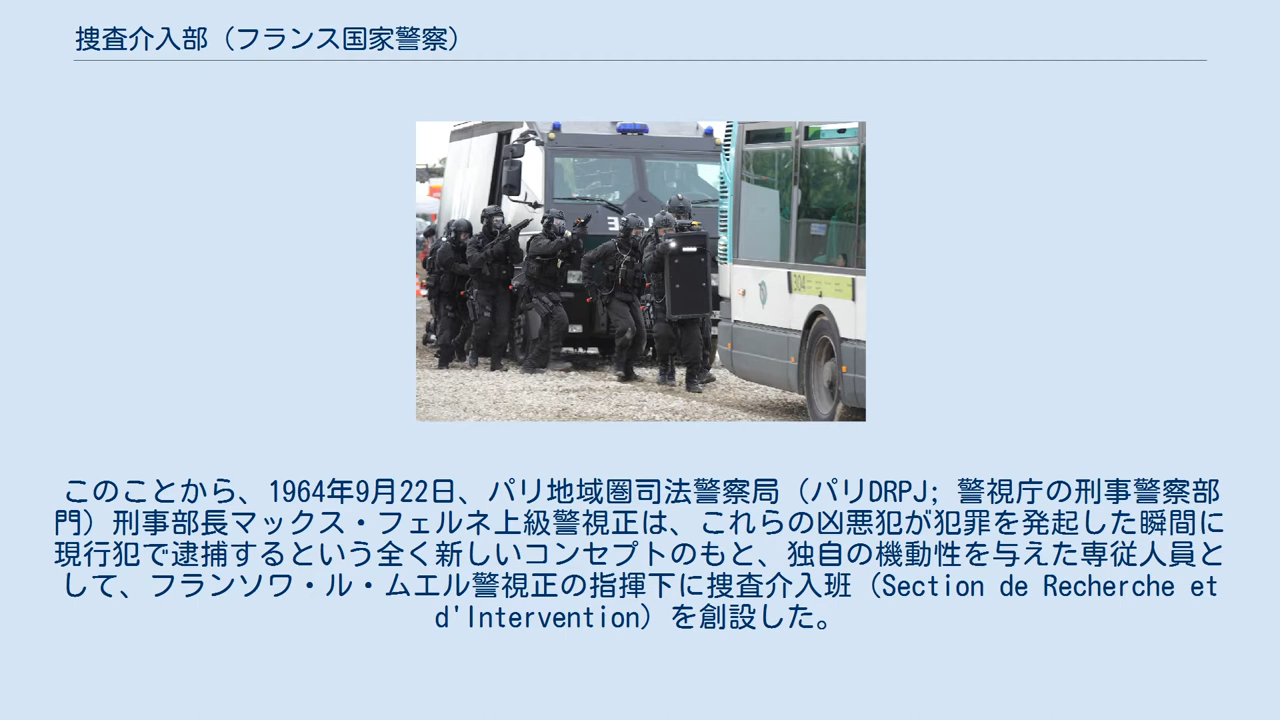 捜査介入部（フランス国家警察）
304
このことから、1964年9月22日、パリ地域圏司法警察局（パリDRPJ; 警視庁の刑事警察部
門）刑事部長マックス・フェルネ上級警視正は、これらの凶悪犯が犯罪を発起した瞬間に
現行犯で逮捕するという全く新しいコンセプトのもと、独自の機動性を与えた専従人員と
して、フランソワ・ル・ムエル警視正の指揮下に捜査介入班（Section de Recherche et
d'Intervention）を創設した。